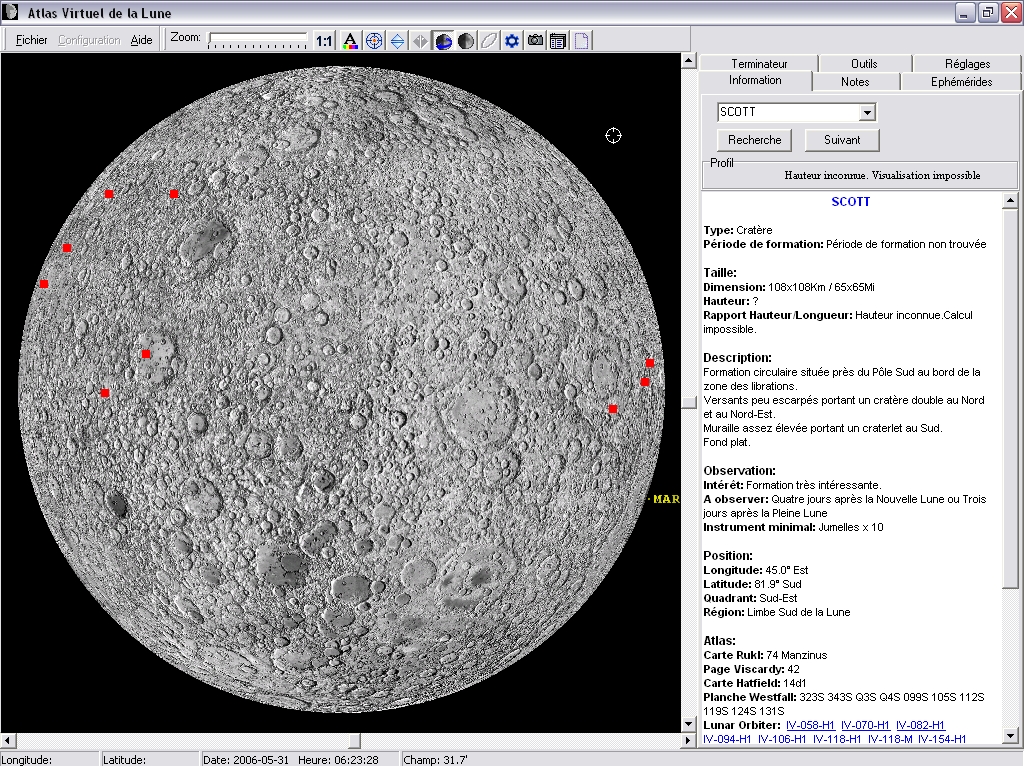 Atlas Virtuel de la Lune
Fichier Configuration Aide Zoom: 1:1 A
Terminateur Outils Réglages
Information Notes Ephémérides
SCOTT
Recherche Suivant
Profil
Hauteur inconnue. Visualisation impossible
SCOTT
Type: Cratère
Période de formation: Période de formation non trouvée
Taille:
Dimension: 108x108Km / 65x65Mi
Hauteur: ?
Rapport Hauteur/Longueur: Hauteur inconnue.Calcul
impossible.
Description:
Formation circulaire située près du Pôle Sud au bord de la
zone des librations.
Versants peu escarpés portant un cratère double au Nord
et au Nord-Est.
Muraille assez élevée portant un craterlet au Sud.
Fond plat.
Observation:
Intérêt: Formation très intéressante.
A observer: Quatre jours après la Nouvelle Lune ou Trois
jours après la Pleine Lune
Instrument minimal: Jumelles x 10
Position:
Longitude: 45.0° Est
Latitude: 81.9° Sud
Quadrant: Sud-Est
Région: Limbe Sud de la Lune
Atlas:
Carte Rukl: 74 Manzinus
Page Viscardy: 42
Carte Hatfield: 14d1
Planche Westfall: 323S 343S Q3S Q4S 099S 105S 112S
119S 124S 131S
Lunar Orbiter: IV-058-H1 IV-070-H1 IV-082-H1
IV-094-H1 IV-106-H1 IV-118-H1 IV-118-M IV-154-H1
MAR
Longitude: Latitude: Date: 2006-05-31 Heure: 06:23:28 Champ: 31.7'